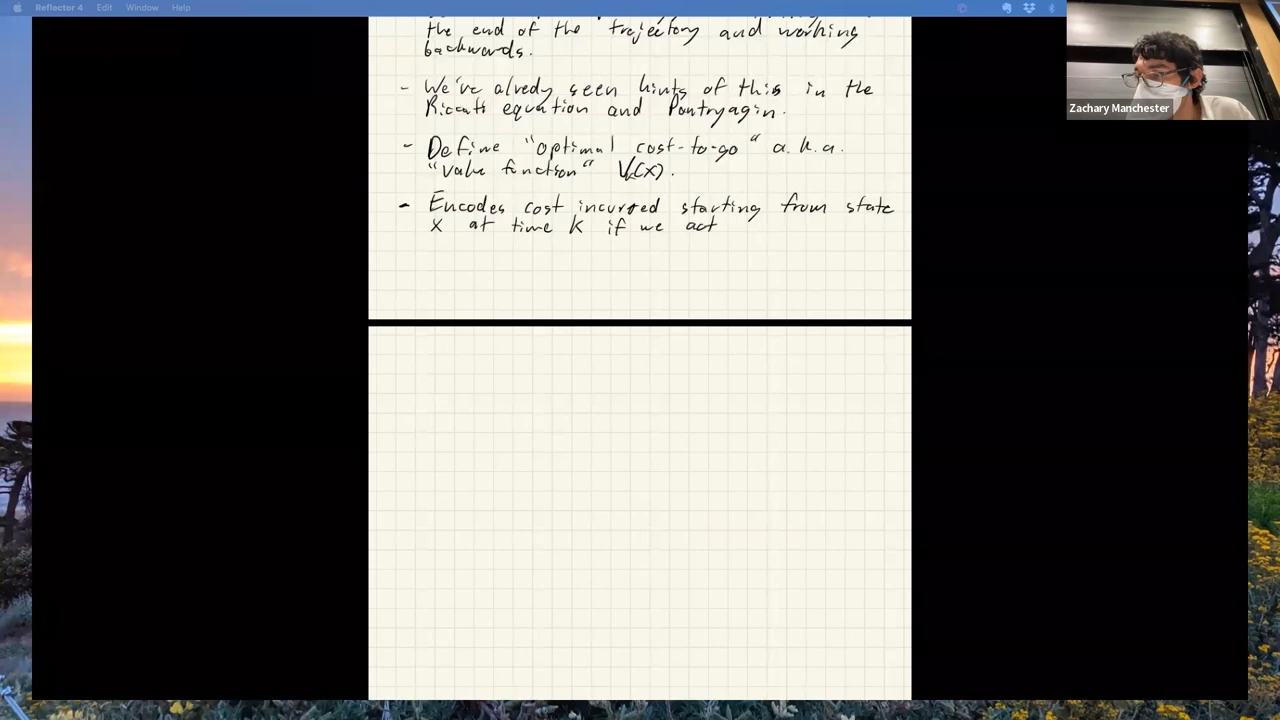 Reflector 4 Edit Window Help
the end of the trajectory and working
backwards.
- We've alredy seen hints of this in the
Riccati equation and Pontryagin.
- Define "optimal cost-to-go" a.k.a.
"value function" Vₖ(x).
- Encodes cost incurred starting from state
x at time k if we act
Zachary Manchester